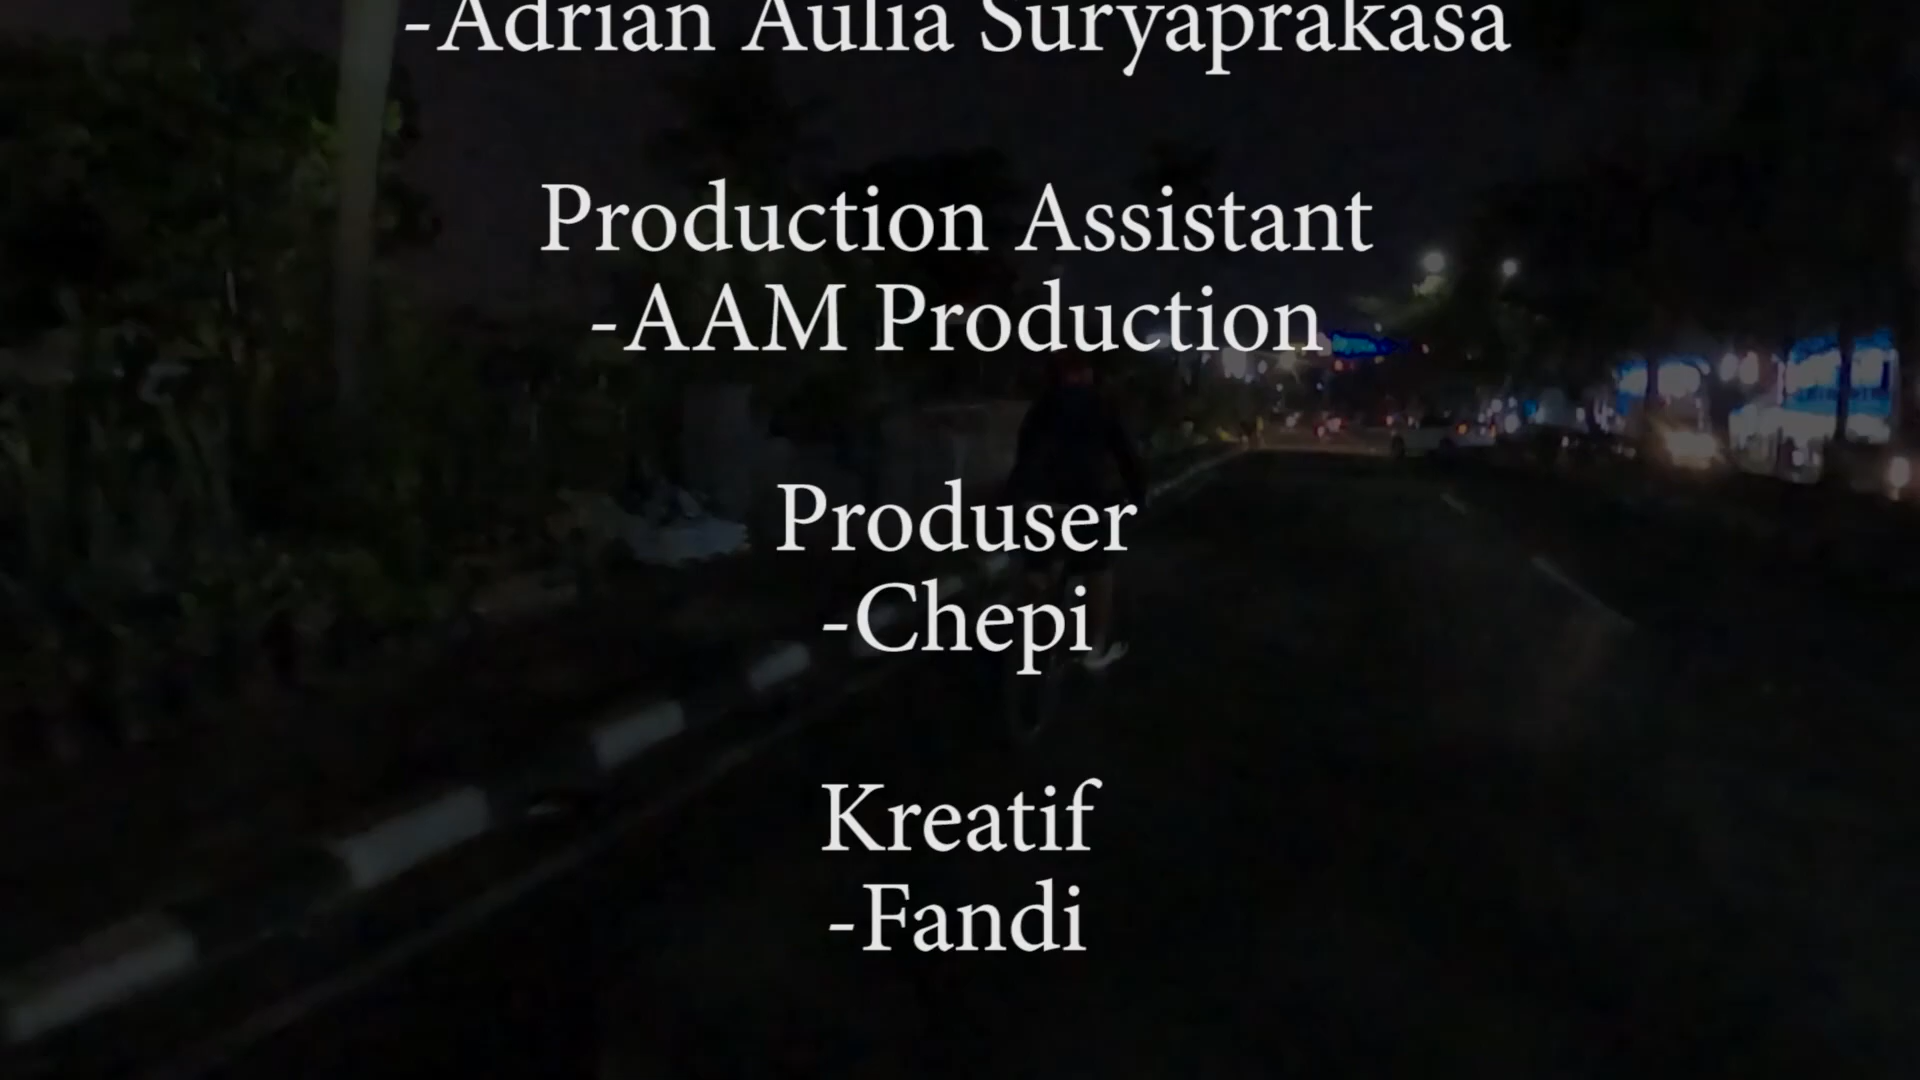 -Adrian Aulia Suryaprakasa
Production Assistant
-AAM Production
Produser
-Chepi
Kreatif
-Fandi